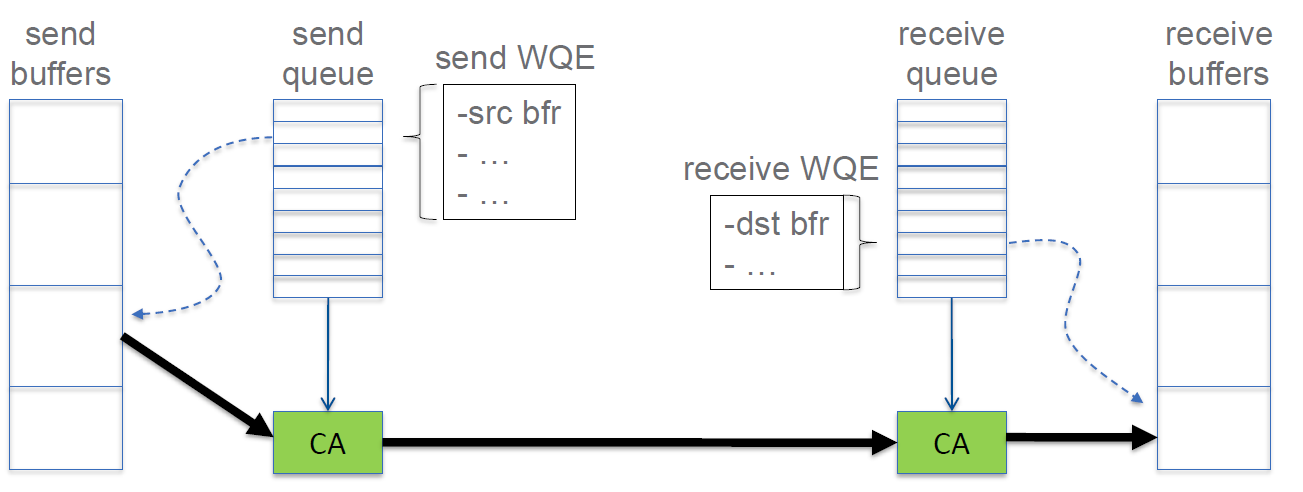 send
buffers
send
queue
send WQE
-src bfr
- ...
- ...
receive
queue
receive WQE
-dst bfr
- ...
receive
buffers
CA
CA